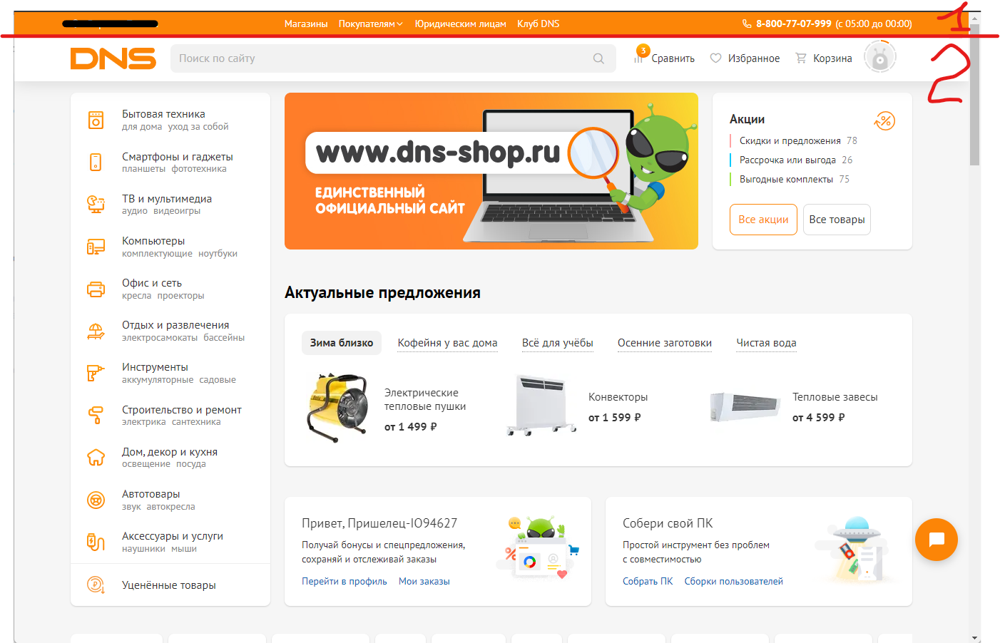 Магазины Покупателям Юридическим лицам Клуб DNS 8-800-77-07-999 (с 05:00 до 00:00) 1
2
DNS Поиск по сайту 3 Сравнить Избранное Корзина
Бытовая техника
для дома уход за собой
Смартфоны и гаджеты
планшеты фототехника
ТВ и мультимедиа
аудио видеоигры
Компьютеры
комплектующие ноутбуки
Офис и сеть
кресла проекторы
Отдых и развлечения
электросамокаты бассейны
Инструменты
аккумуляторные садовые
Строительство и ремонт
электрика сантехника
Дом, декор и кухня
освещение посуда
Автотовары
звук автокресла
Аксессуары и услуги
наушники мыши
Уценённые товары
www.dns-shop.ru
ЕДИНСТВЕННЫЙ
ОФИЦИАЛЬНЫЙ САЙТ
Акции
Скидки и предложения 78
Рассрочка или выгода 26
Выгодные комплекты 75
Все акции Все товары
Актуальные предложения
Зима близко Кофейня у вас дома Всё для учёбы Осенние заготовки Чистая вода
Электрические
тепловые пушки
от 1 499 ₽
Конвекторы
от 1 599 ₽
Тепловые завесы
от 4 599 ₽
Привет, Пришелец-IO94627
Получай бонусы и спецпредложения,
сохраняй и отслеживай заказы
Перейти в профиль Мои заказы
Собери свой ПК
Простой инструмент без проблем
с совместимостью
Собрать ПК Сборки пользователей